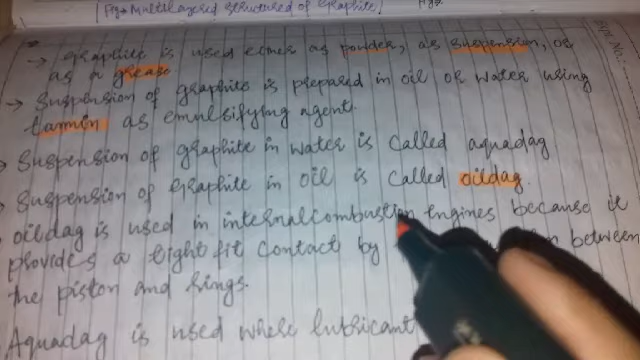 Fig:- Multilayered structured of Graphite
Fig:-
→ Graphite is used either as powder, as suspension, or
as a grease
→ Suspension of graphite is prepared in oil or water using
tannin as emulsifying agent.
Suspension of graphite in water is called aquadag
Suspension of Graphite in oil is called oildag.
oildag is used in internal combustion engines because it
provides a tight fit contact by between
the piston and rings.
Aquadag is used where lubricant